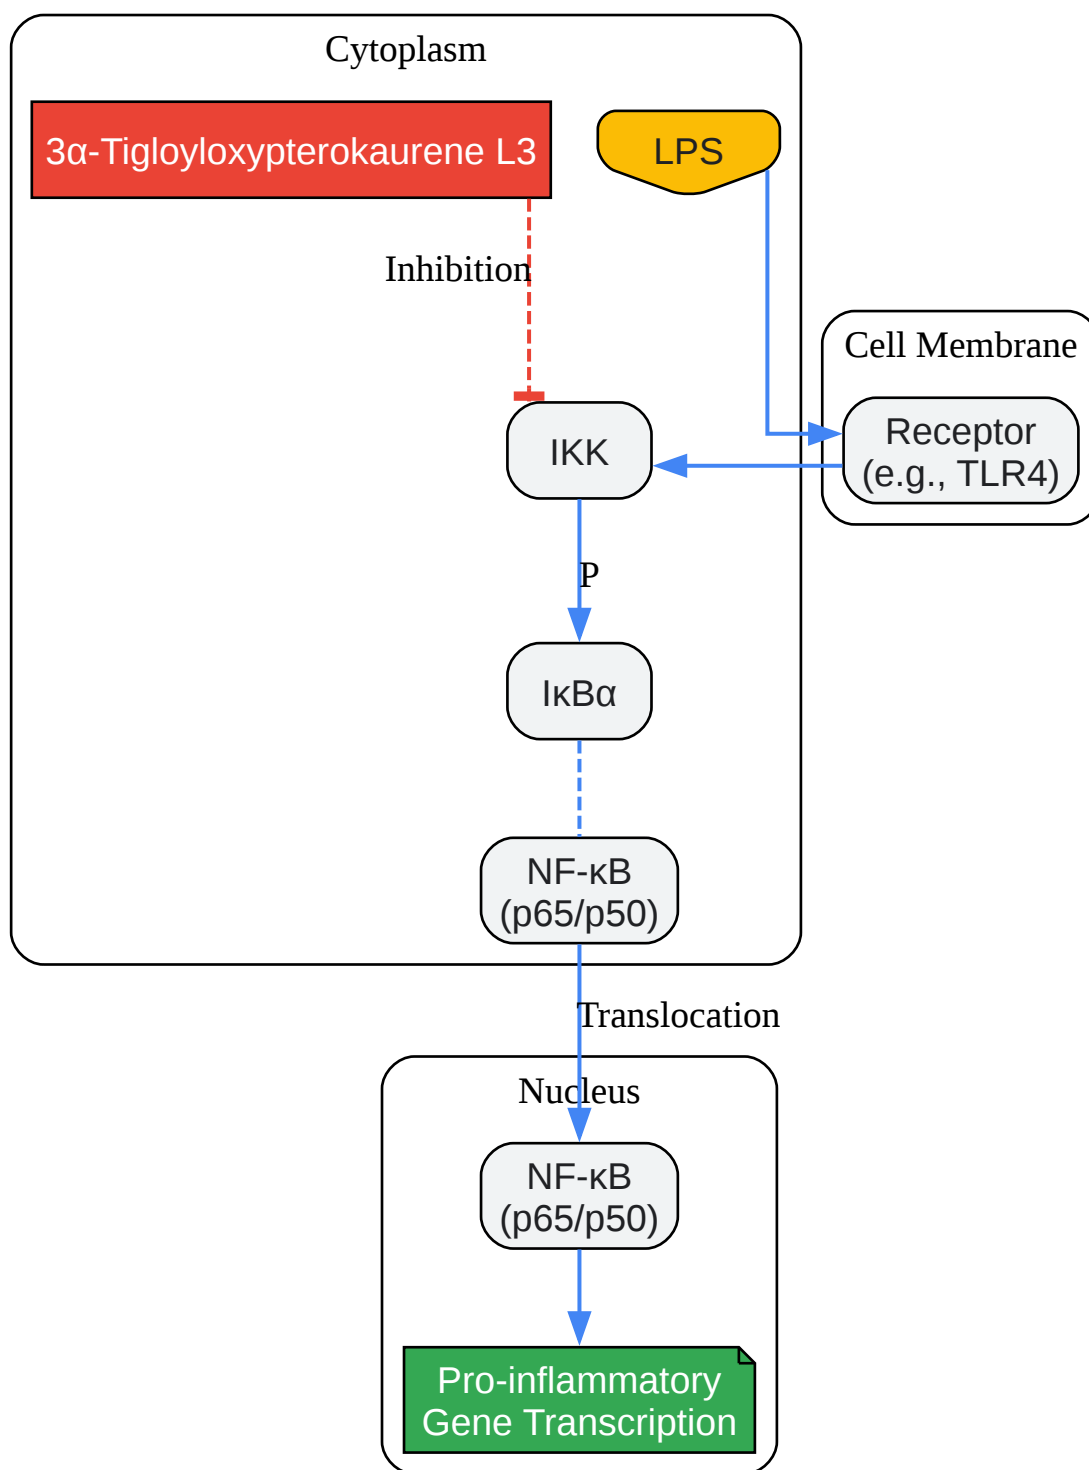 Cytoplasm
3α-Tigloyloxypterokaurene L3
LPS
Inhibition
Cell Membrane
Receptor
(e.g., TLR4)
IKK
P
IκBα
NF-κB
(p65/p50)
Translocation
Nucleus
NF-κB
(p65/p50)
Pro-inflammatory
Gene Transcription